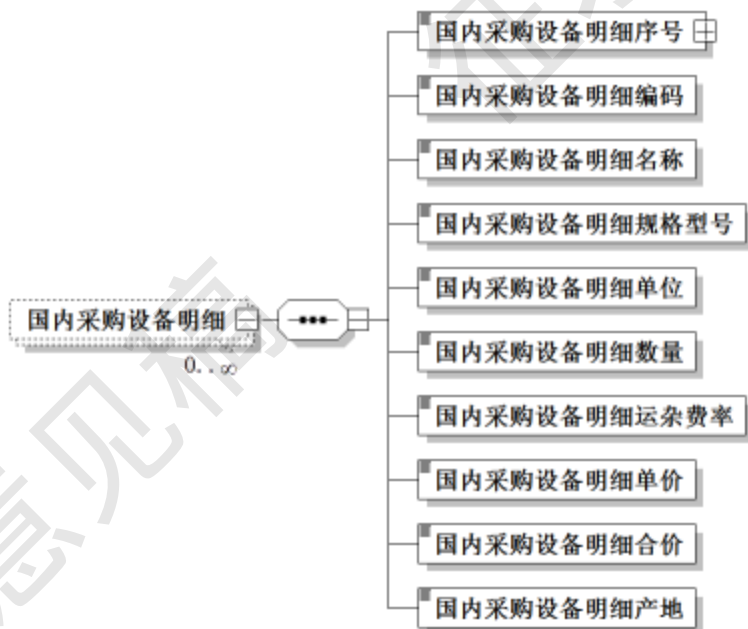 国内采购设备明细序号
国内采购设备明细编码
国内采购设备明细名称
国内采购设备明细规格型号
国内采购设备明细单位
国内采购设备明细
0..∞
国内采购设备明细数量
国内采购设备明细运杂费率
国内采购设备明细单价
国内采购设备明细合价
国内采购设备明细产地
意见稿
征